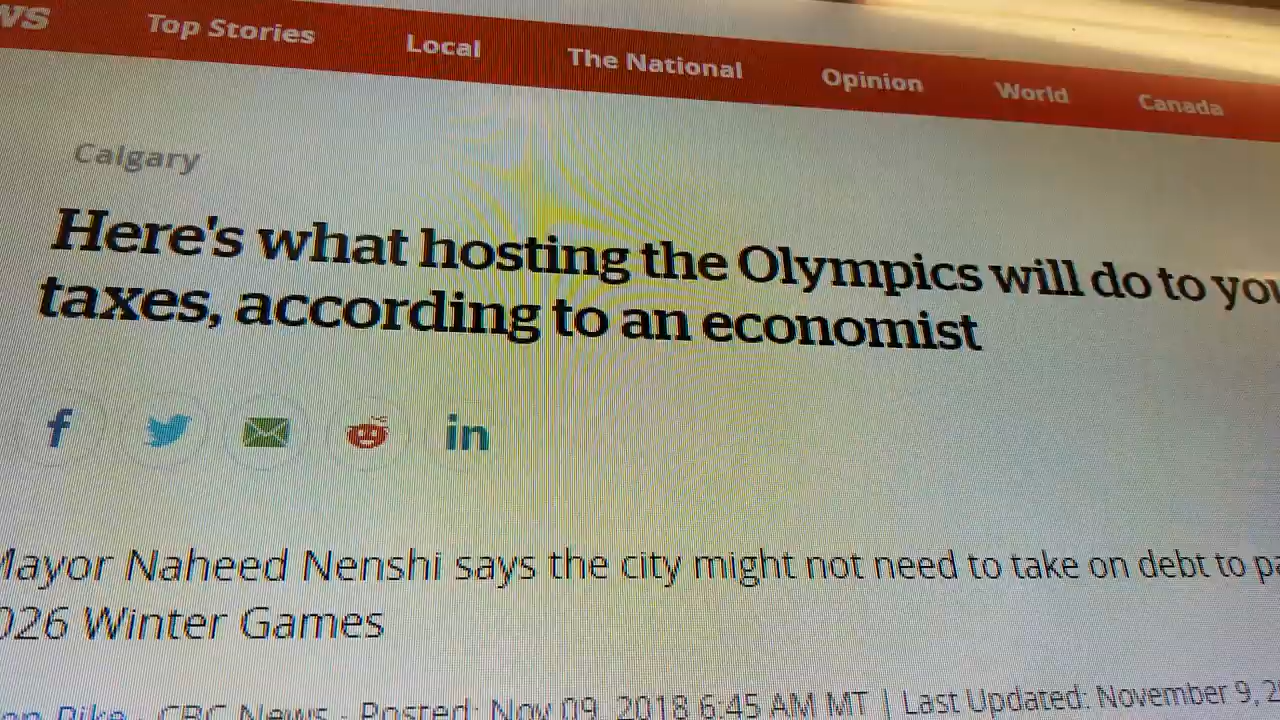 Top Stories Local The National Opinion World Canada
Calgary
Here's what hosting the Olympics will do to
taxes, according to an economist
f in
Mayor Naheed Nenshi says the city might not need to take on debt to
026 Winter Games
CBC News · Posted: Nov 09, 2018 6:45 AM MT | Last Updated: November 9,